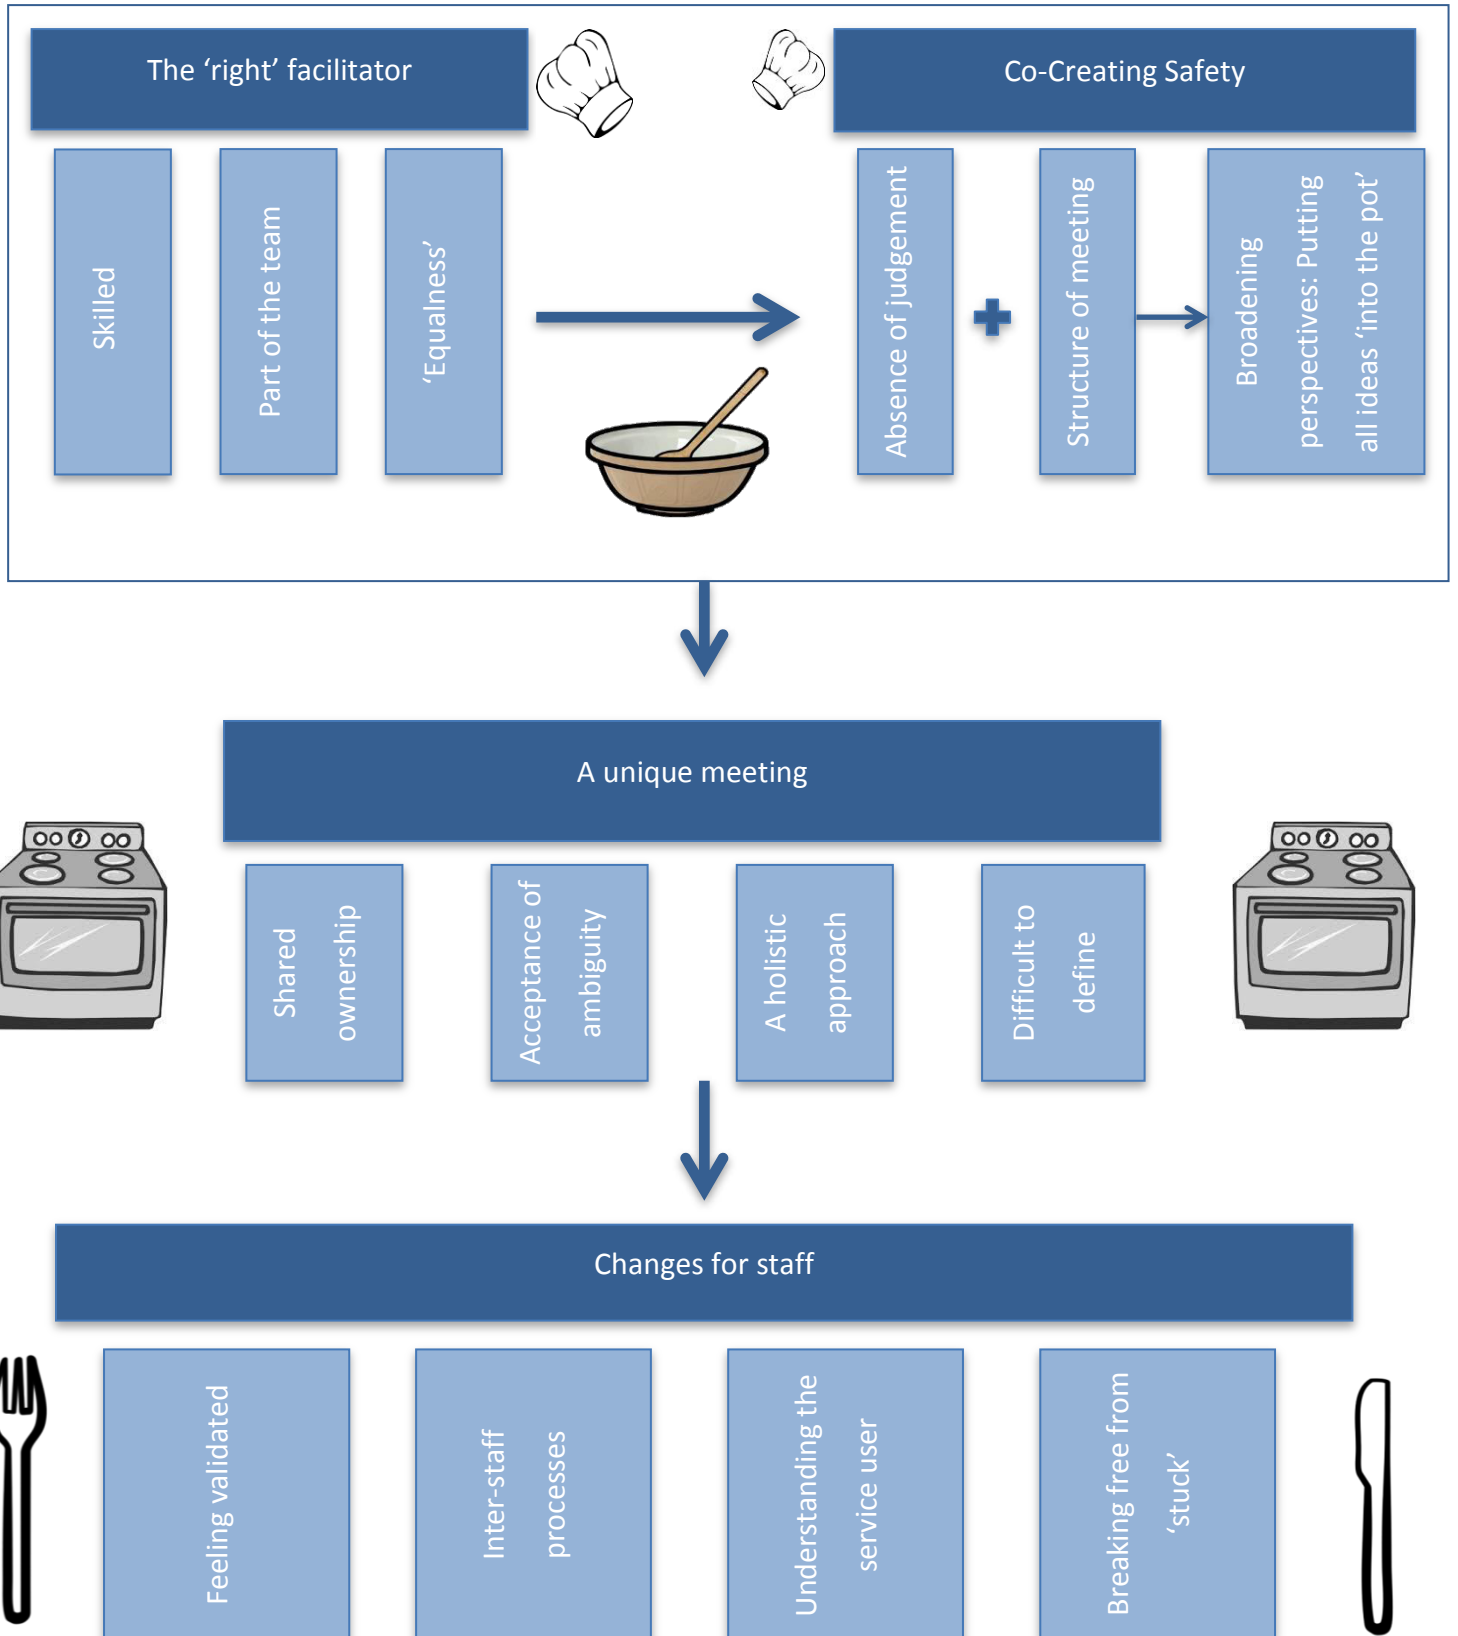 The ‘right’ facilitator
Co-Creating Safety
Skilled
Part of the team
‘Equalness’
Absence of judgement
Structure of meeting
Broadening
perspectives: Putting
all ideas ‘into the pot’
A unique meeting
Shared
ownership
Acceptance of
ambiguity
A holistic
approach
Difficult to
define
Changes for staff
Feeling validated
Inter-staff
processes
Understanding the
service user
Breaking free from
‘stuck’